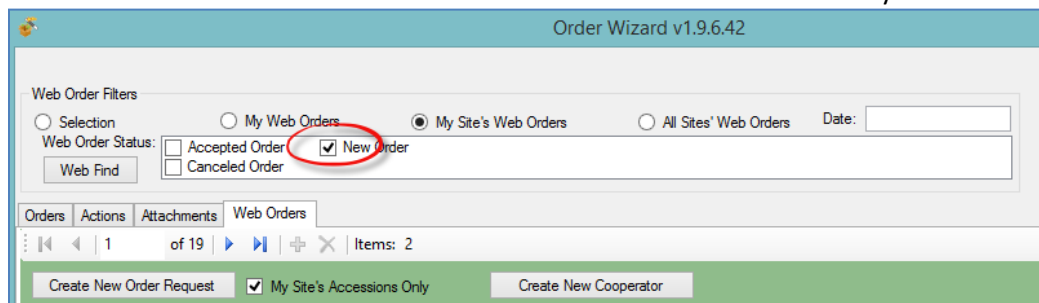 Order Wizard v1.9.6.42
Web Order Filters
Selection My Web Orders My Site's Web Orders All Sites' Web Orders Date:
Web Order Status: Accepted Order New Order
Web Find Canceled Order
Orders Actions Attachments Web Orders
1 of 19 Items: 2
Create New Order Request My Site's Accessions Only Create New Cooperator